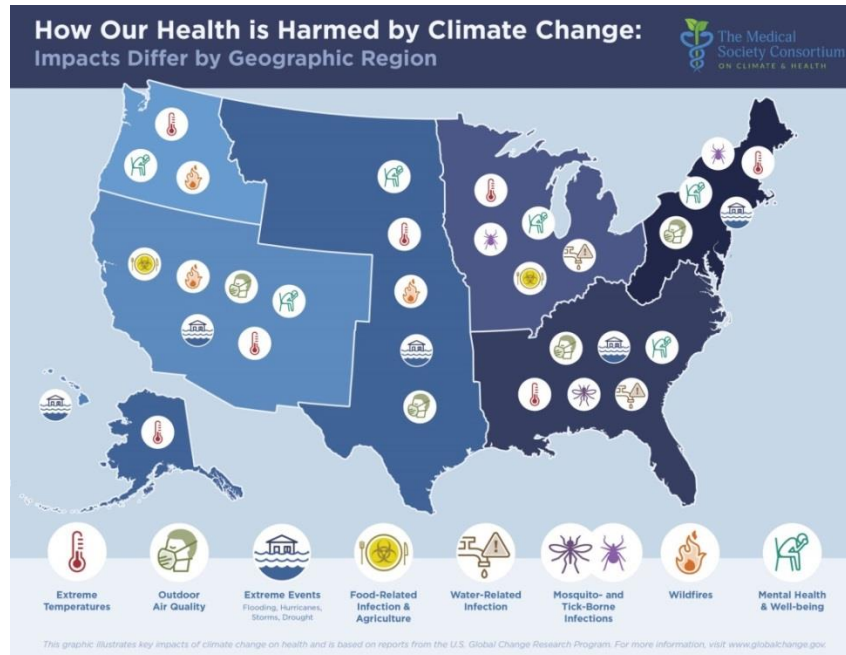 How Our Health is Harmed by Climate Change:
Impacts Differ by Geographic Region
The Medical
Society Consortium
ON CLIMATE & HEALTH
Extreme
Temperatures
Outdoor
Air Quality
Extreme Events
Flooding, Hurricanes,
Storms, Drought
Food-Related
Infection &
Agriculture
Water-Related
Infection
Mosquito- and
Tick-Borne
Infections
Wildfires
Mental Health
& Well-being
This graphic illustrates key impacts of climate change on health and is based on reports from the U.S. Global Change Research Program. For more information, visit www.globalchange.gov.